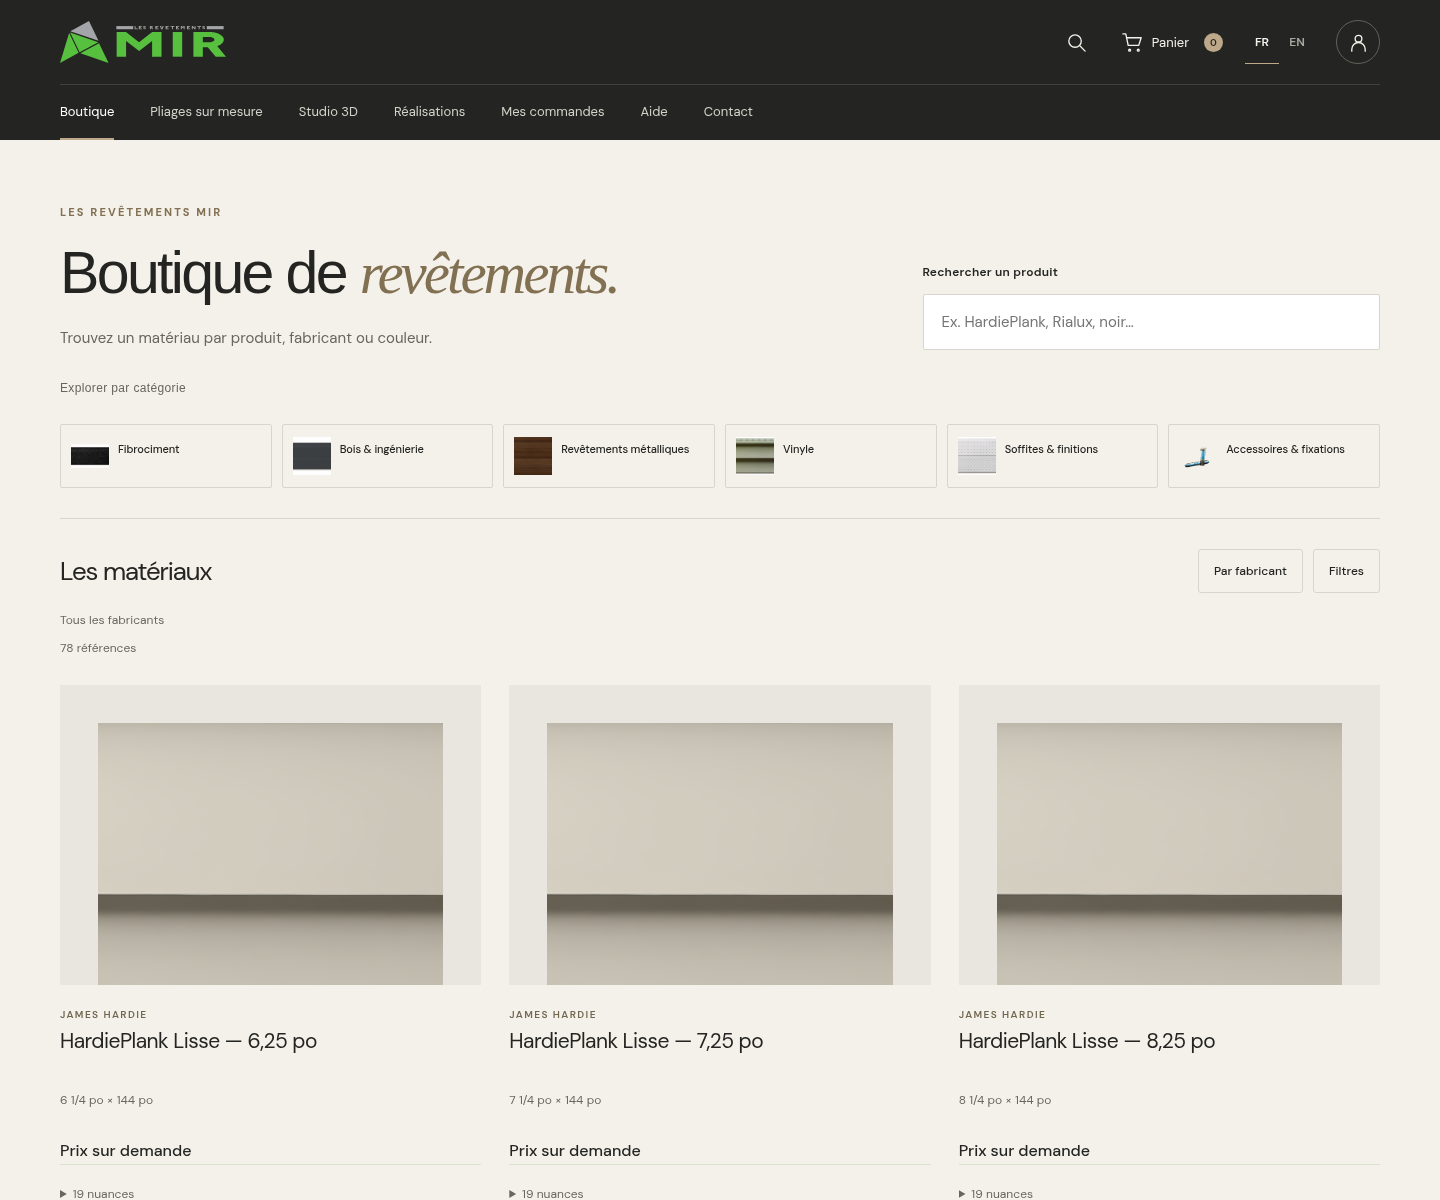 LES REVÊTEMENTS
MIR
Panier 0 FR EN
Boutique Pliages sur mesure Studio 3D Réalisations Mes commandes Aide Contact
LES REVÊTEMENTS MIR
Boutique de revêtements.
Rechercher un produit
Ex. HardiePlank, Rialux, noir…
Trouvez un matériau par produit, fabricant ou couleur.
Explorer par catégorie
Fibrociment Bois & ingénierie Revêtements métalliques Vinyle Soffites & finitions Accessoires & fixations
Les matériaux
Par fabricant Filtres
Tous les fabricants
78 références
JAMES HARDIE JAMES HARDIE JAMES HARDIE
HardiePlank Lisse — 6,25 po HardiePlank Lisse — 7,25 po HardiePlank Lisse — 8,25 po
6 1/4 po × 144 po 7 1/4 po × 144 po 8 1/4 po × 144 po
Prix sur demande Prix sur demande Prix sur demande
19 nuances 19 nuances 19 nuances